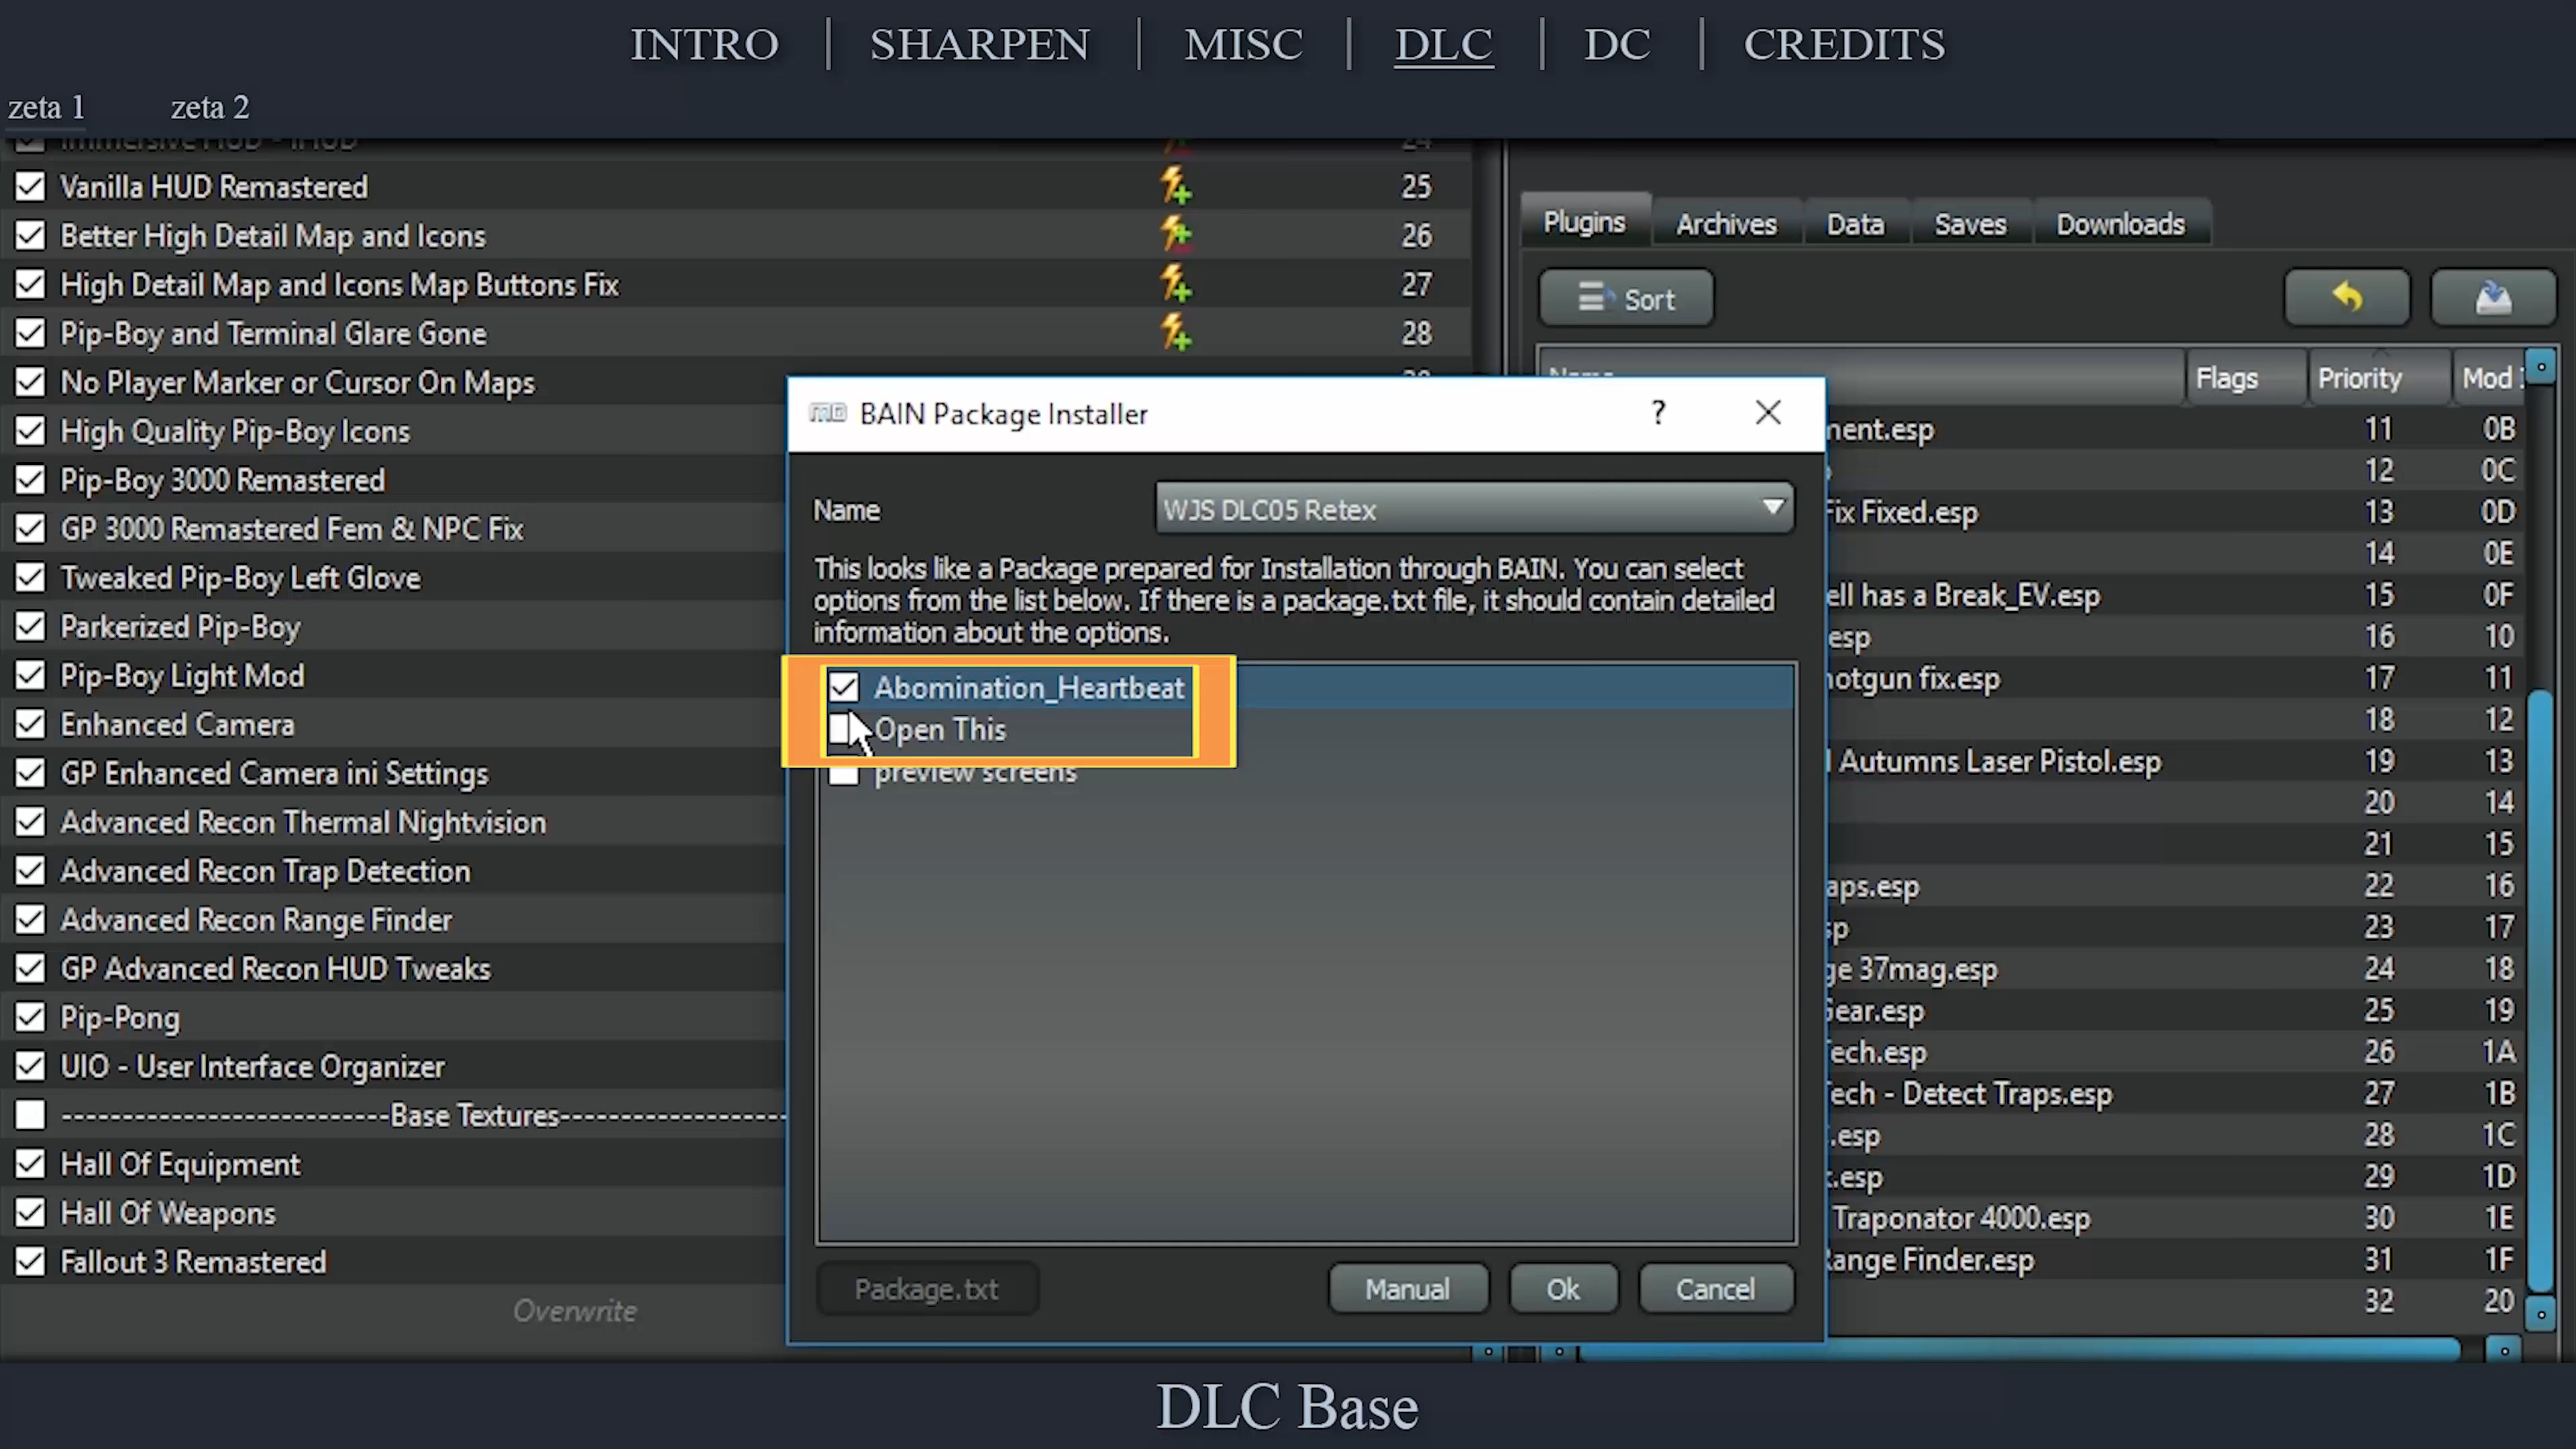 INTRO | SHARPEN | MISC | DLC | DC | CREDITS
zeta 1 zeta 2
Immersive HUD - iHUD 24
Vanilla HUD Remastered 25
Better High Detail Map and Icons 26
High Detail Map and Icons Map Buttons Fix 27
Pip-Boy and Terminal Glare Gone 28
No Player Marker or Cursor On Maps
High Quality Pip-Boy Icons
Pip-Boy 3000 Remastered
GP 3000 Remastered Fem & NPC Fix
Tweaked Pip-Boy Left Glove
Parkerized Pip-Boy
Pip-Boy Light Mod
Enhanced Camera
GP Enhanced Camera ini Settings
Advanced Recon Thermal Nightvision
Advanced Recon Trap Detection
Advanced Recon Range Finder
GP Advanced Recon HUD Tweaks
Pip-Pong
UIO - User Interface Organizer
---------------------------Base Textures--------------------
Hall Of Equipment
Hall Of Weapons
Fallout 3 Remastered
Overwrite
BAIN Package Installer ?
Name WJS DLC05 Retex
This looks like a Package prepared for Installation through BAIN. You can select
options from the list below. If there is a package.txt file, it should contain detailed
information about the options.
Abomination_Heartbeat
Open This
preview screens
Package.txt Manual Ok Cancel
Plugins Archives Data Saves Downloads
Sort
Name Flags Priority Mod
nent.esp 11 0B
12 0C
Fix Fixed.esp 13 0D
14 0E
ell has a Break_EV.esp 15 0F
esp 16 10
hotgun fix.esp 17 11
18 12
l Autumns Laser Pistol.esp 19 13
20 14
21 15
aps.esp 22 16
sp 23 17
ge 37mag.esp 24 18
Gear.esp 25 19
Tech.esp 26 1A
Tech - Detect Traps.esp 27 1B
.esp 28 1C
.esp 29 1D
Traponator 4000.esp 30 1E
Range Finder.esp 31 1F
32 20
DLC Base